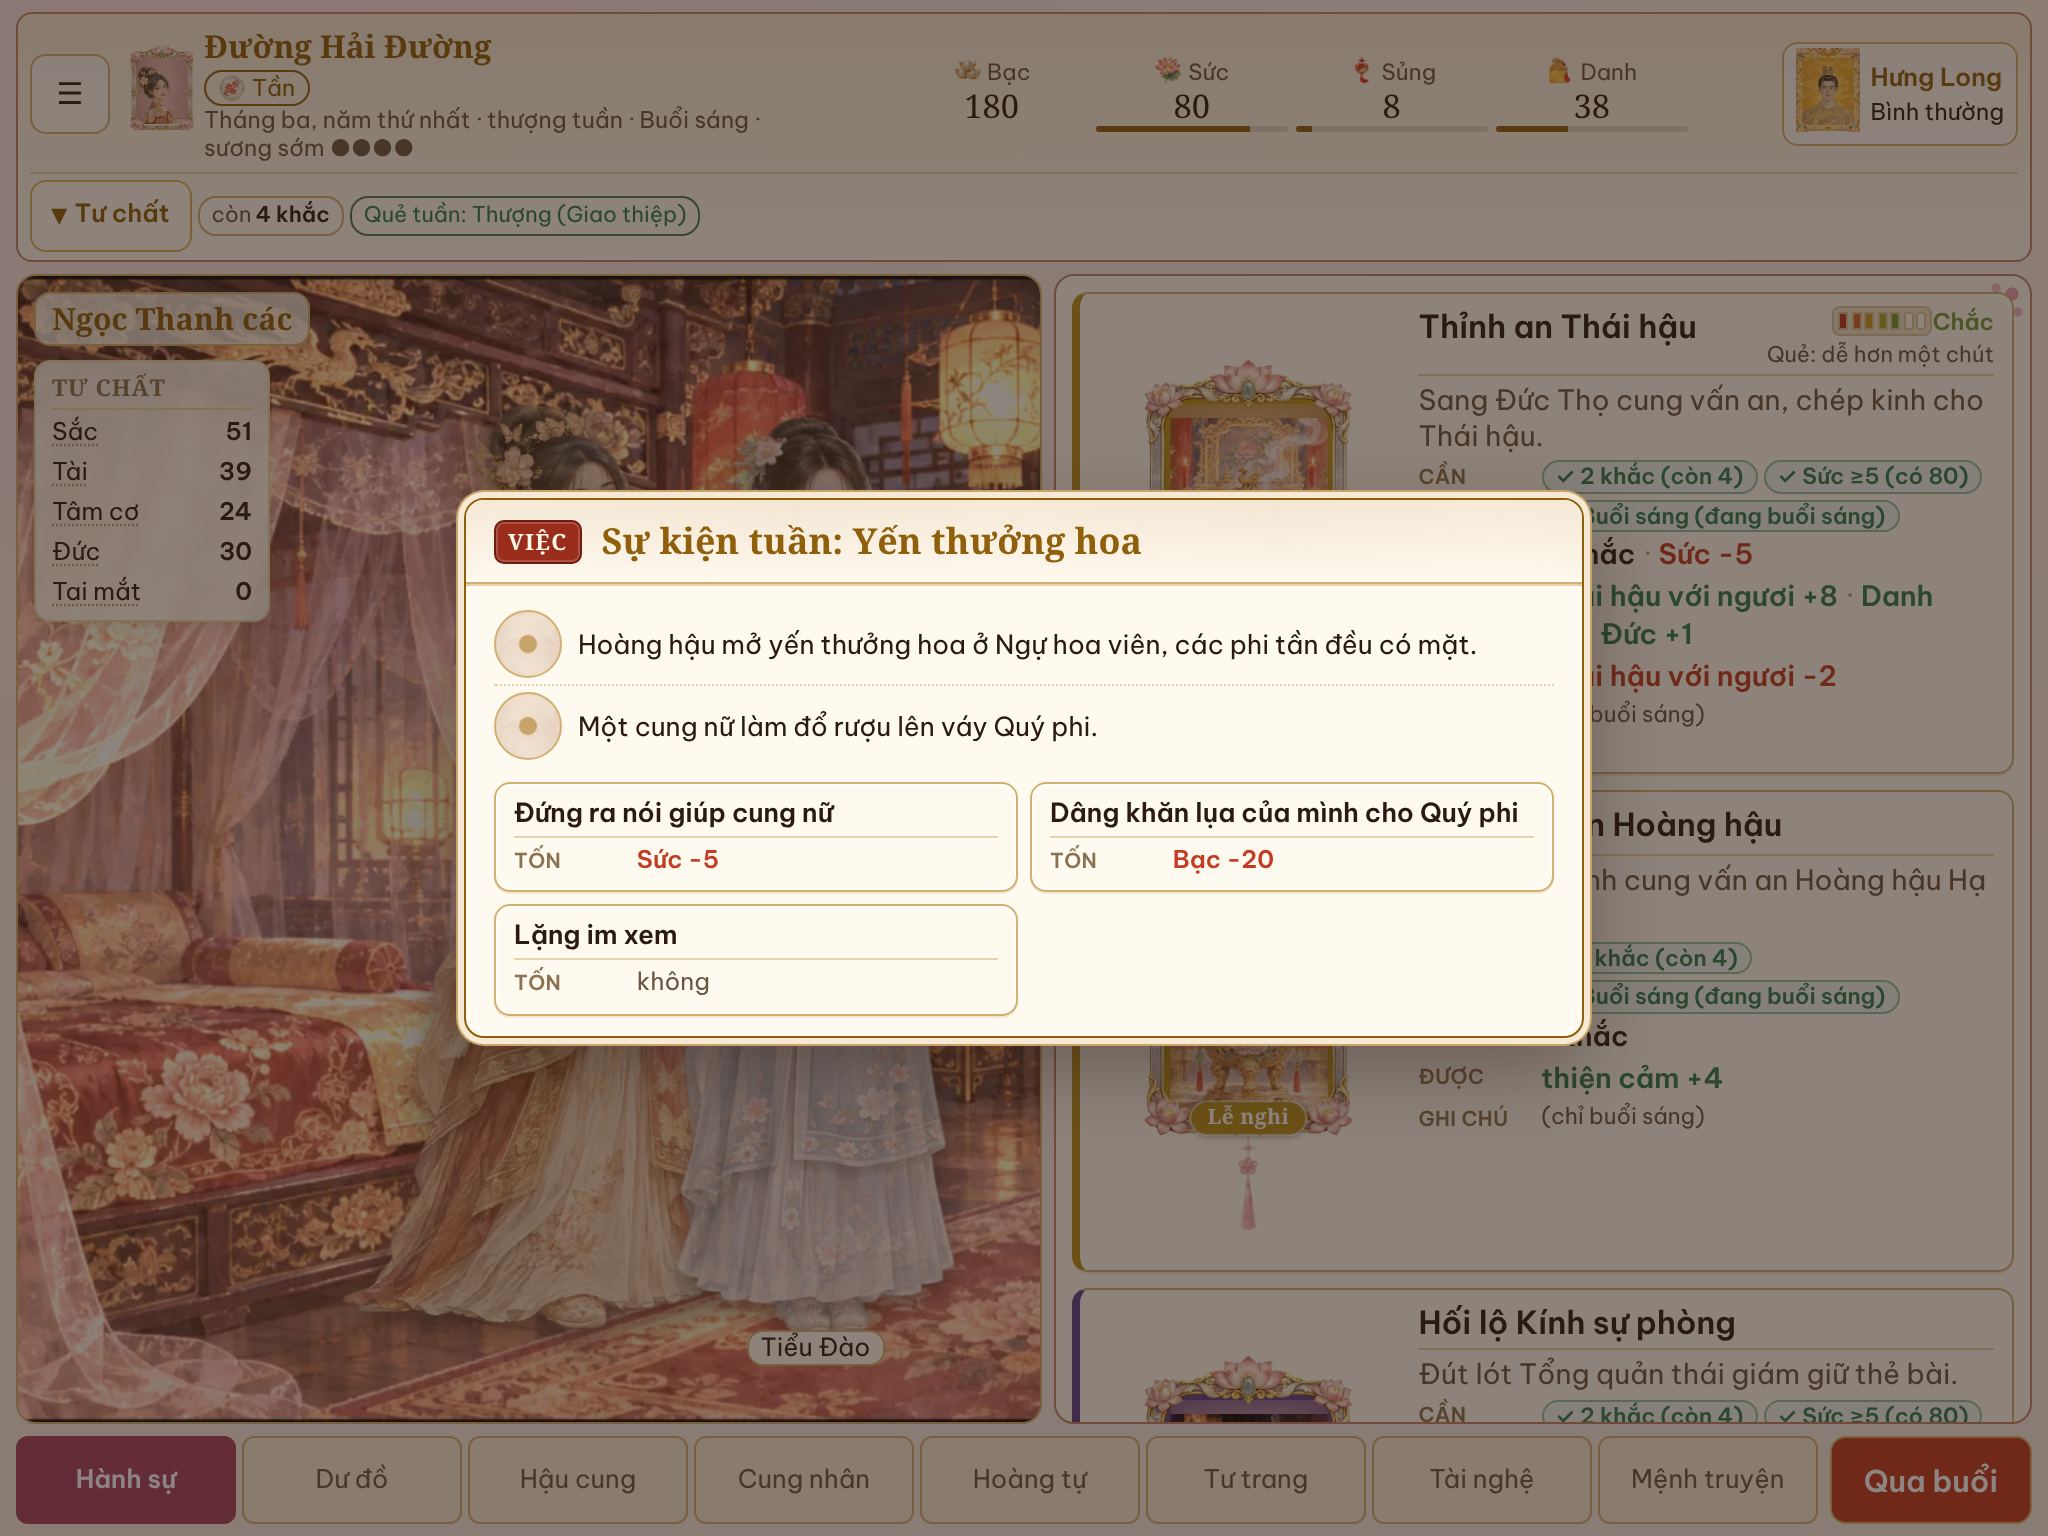 ☰
Đường Hải Đường
Tần
Tháng ba, năm thứ nhất · thượng tuần · Buổi sáng ·
sương sớm
Bạc
180
Sức
80
Sủng
8
Danh
38
Hưng Long
Bình thường
▼ Tư chất
còn 4 khắc
Quẻ tuần: Thượng (Giao thiệp)
Ngọc Thanh các
TƯ CHẤT
Sắc 51
Tài 39
Tâm cơ 24
Đức 30
Tai mắt 0
Tiểu Đào
Thỉnh an Thái hậu
Chắc
Quẻ: dễ hơn một chút
Sang Đức Thọ cung vấn an, chép kinh cho
Thái hậu.
CẦN ✓ 2 khắc (còn 4) ✓ Sức ≥5 (có 80)
Buổi sáng (đang buổi sáng)
· Sức -5
hậu với ngươi +8 · Danh
Đức +1
hậu với ngươi -2
buổi sáng)
VIỆC
Sự kiện tuần: Yến thưởng hoa
Hoàng hậu mở yến thưởng hoa ở Ngự hoa viên, các phi tần đều có mặt.
Một cung nữ làm đổ rượu lên váy Quý phi.
Đứng ra nói giúp cung nữ
TỐN Sức -5
Dâng khăn lụa của mình cho Quý phi
TỐN Bạc -20
Lặng im xem
TỐN không
Hoàng hậu
cung vấn an Hoàng hậu Hạ
khắc (còn 4)
Buổi sáng (đang buổi sáng)
ĐƯỢC thiện cảm +4
GHI CHÚ (chỉ buổi sáng)
Lễ nghi
Hối lộ Kính sự phòng
Đút lót Tổng quản thái giám giữ thẻ bài.
CẦN ✓ 2 khắc (còn 4) ✓ Sức ≥5 (có 80)
Hành sự
Dư đồ
Hậu cung
Cung nhân
Hoàng tự
Tư trang
Tài nghệ
Mệnh truyện
Qua buổi